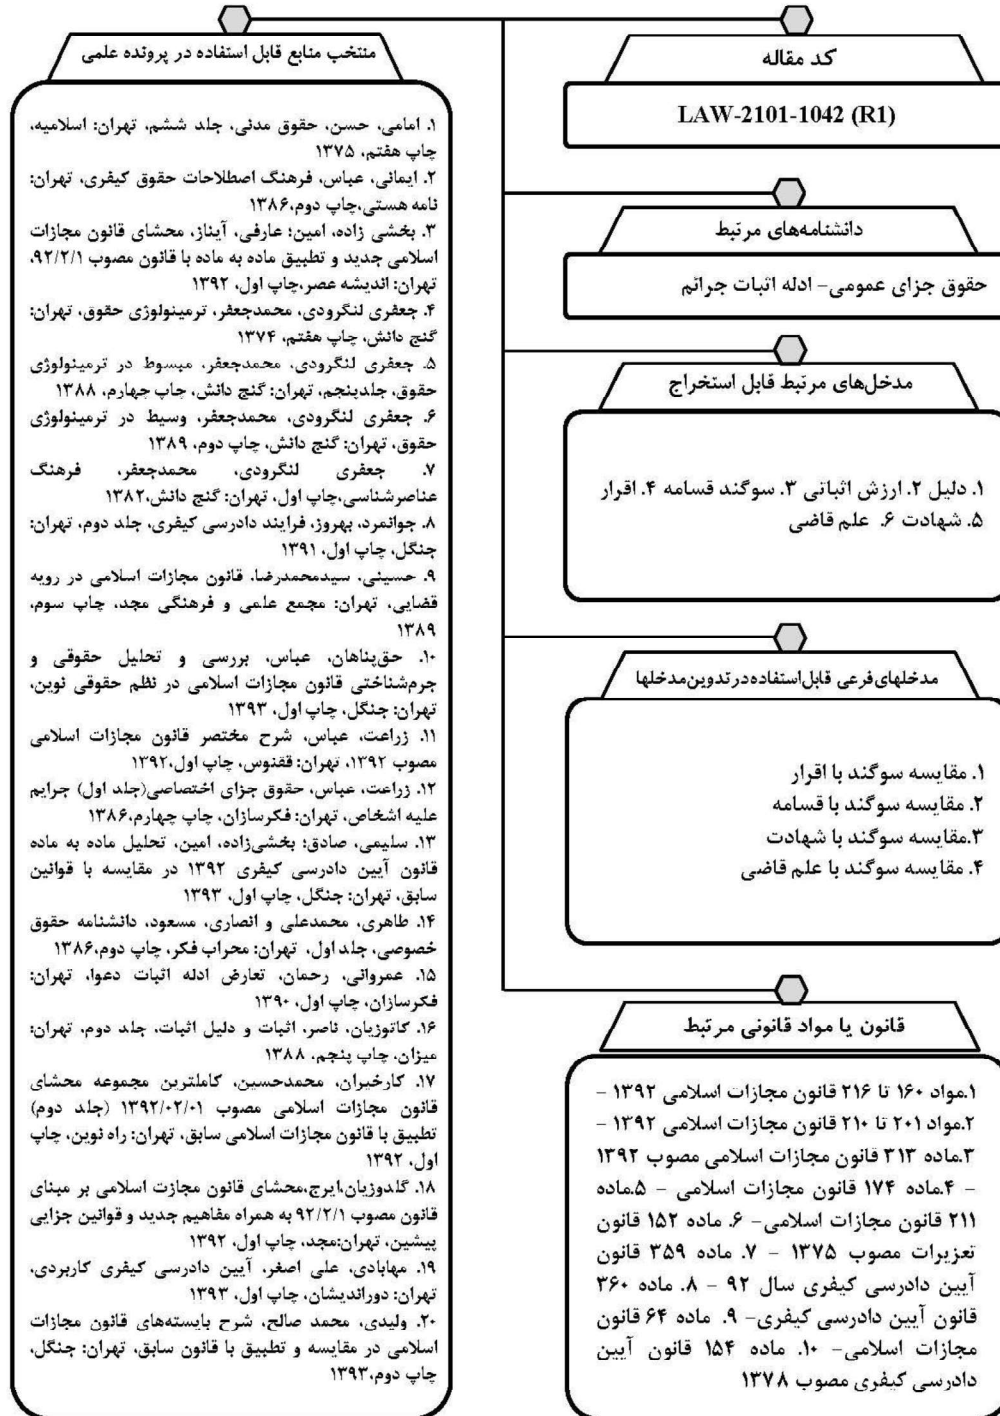 کد مقاله
LAW-2101-1042 (R1)
دانشنامه‌های مرتبط
حقوق جزای عمومی- ادله اثبات جرائم
مدخل‌های مرتبط قابل استخراج
۱. دلیل ۲. ارزش اثباتی ۳. سوگند قسامه ۴. اقرار
۵. شهادت ۶. علم قاضی
مدخلهای‌فرعی قابل‌استفاده‌درتدوین‌مدخلها
۱. مقایسه سوگند با اقرار
۲. مقایسه سوگند با قسامه
۳.مقایسه سوگند با شهادت
۴. مقایسه سوگند با علم قاضی
قانون یا مواد قانونی مرتبط
۱.مواد ۱۶۰ تا ۲۱۶ قانون مجازات اسلامی ۱۳۹۲ -
۲.مواد ۲۰۱ تا ۲۱۰ قانون مجازات اسلامی ۱۳۹۲ -
۳.ماده ۳۱۳ قانون مجازات اسلامی مصوب ۱۳۹۲
- ۴.ماده ۱۷۴ قانون مجازات اسلامی - ۵.ماده
۲۱۱ قانون مجازات اسلامی- ۶. ماده ۱۵۲ قانون
تعزیرات مصوب ۱۳۷۵ - ۷. ماده ۳۵۹ قانون
آیین دادرسی کیفری سال ۹۲ - ۸. ماده ۳۶۰
قانون آیین دادرسی کیفری- ۹. ماده ۶۴ قانون
مجازات اسلامی- ۱۰. ماده ۱۵۴ قانون آیین
دادرسی کیفری مصوب ۱۳۷۸
منتخب منابع قابل استفاده در پرونده علمی
۱. امامی، حسن، حقوق مدنی، جلد ششم، تهران: اسلامیه،
چاپ هفتم، ۱۳۷۵
۲. ایمانی، عباس، فرهنگ اصطلاحات حقوق کیفری، تهران:
نامه هستی،چاپ دوم،۱۳۸۶
۳. بخشی زاده، امین؛ عارفی، آیناز، محشای قانون مجازات
اسلامی جدید و تطبیق ماده به ماده با قانون مصوب ۹۲/۲/۱،
تهران: اندیشه عصر،چاپ اول، ۱۳۹۲
۴. جعفری لنگرودی، محمدجعفر، ترمینولوژی حقوق، تهران:
گنج دانش، چاپ هفتم، ۱۳۷۴
۵. جعفری لنگرودی، محمدجعفر، مبسوط در ترمینولوژی
حقوق، جلدپنجم، تهران: گنج دانش، چاپ چهارم، ۱۳۸۸
۶. جعفری لنگرودی، محمدجعفر، وسیط در ترمینولوژی
حقوق، تهران: گنج دانش، چاپ دوم، ۱۳۸۹
۷. جعفری لنگرودی، محمدجعفر، فرهنگ
عناصرشناسی،چاپ اول، تهران: گنج دانش،۱۳۸۲
۸. جوانمرد، بهروز، فرایند دادرسی کیفری، جلد دوم، تهران:
جنگل، چاپ اول، ۱۳۹۱
۹. حسینی، سیدمحمدرضا، قانون مجازات اسلامی در رویه
قضایی، تهران: مجمع علمی و فرهنگی مجد، چاپ سوم،
۱۳۸۹
۱۰. حق‌پناهان، عباس، بررسی و تحلیل حقوقی و
جرم‌شناختی قانون مجازات اسلامی در نظم حقوقی نوین،
تهران: جنگل، چاپ اول، ۱۳۹۳
۱۱. زراعت، عباس، شرح مختصر قانون مجازات اسلامی
مصوب ۱۳۹۲، تهران: ققنوس، چاپ اول،۱۳۹۲
۱۲. زراعت، عباس، حقوق جزای اختصاصی(جلد اول) جرایم
علیه اشخاص، تهران: فکرسازان، چاپ چهارم،۱۳۸۶
۱۳. سلیمی، صادق؛ بخشی‌زاده، امین، تحلیل ماده به ماده
قانون آیین دادرسی کیفری ۱۳۹۲ در مقایسه با قوانین
سابق، تهران: جنگل، چاپ اول، ۱۳۹۳
۱۴. طاهری، محمدعلی و انصاری، مسعود، دانشنامه حقوق
خصوصی، جلد اول، تهران: محراب فکر، چاپ دوم،۱۳۸۶
۱۵. عمروانی، رحمان، تعارض ادله اثبات دعوا، تهران:
فکرسازان، چاپ اول، ۱۳۹۰
۱۶. کاتوزیان، ناصر، اثبات و دلیل اثبات، جلد دوم، تهران:
میزان، چاپ پنجم، ۱۳۸۸
۱۷. کارخیران، محمدحسین، کاملترین مجموعه محشای
قانون مجازات اسلامی مصوب ۱۳۹۲/۰۲/۰۱ (جلد دوم)
تطبیق با قانون مجازات اسلامی سابق، تهران: راه نوین، چاپ
اول، ۱۳۹۲
۱۸. گلدوزیان،ایرج،محشای قانون مجازت اسلامی بر مبنای
قانون مصوب ۹۲/۲/۱ به همراه مفاهیم جدید و قوانین جزایی
پیشین، تهران:مجد، چاپ اول، ۱۳۹۲
۱۹. مهابادی، علی اصغر، آیین دادرسی کیفری کاربردی،
تهران: دوراندیشان، چاپ اول، ۱۳۹۳
۲۰. ولیدی، محمد صالح، شرح بایسته‌های قانون مجازات
اسلامی در مقایسه و تطبیق با قانون سابق، تهران: جنگل،
چاپ دوم،۱۳۹۳